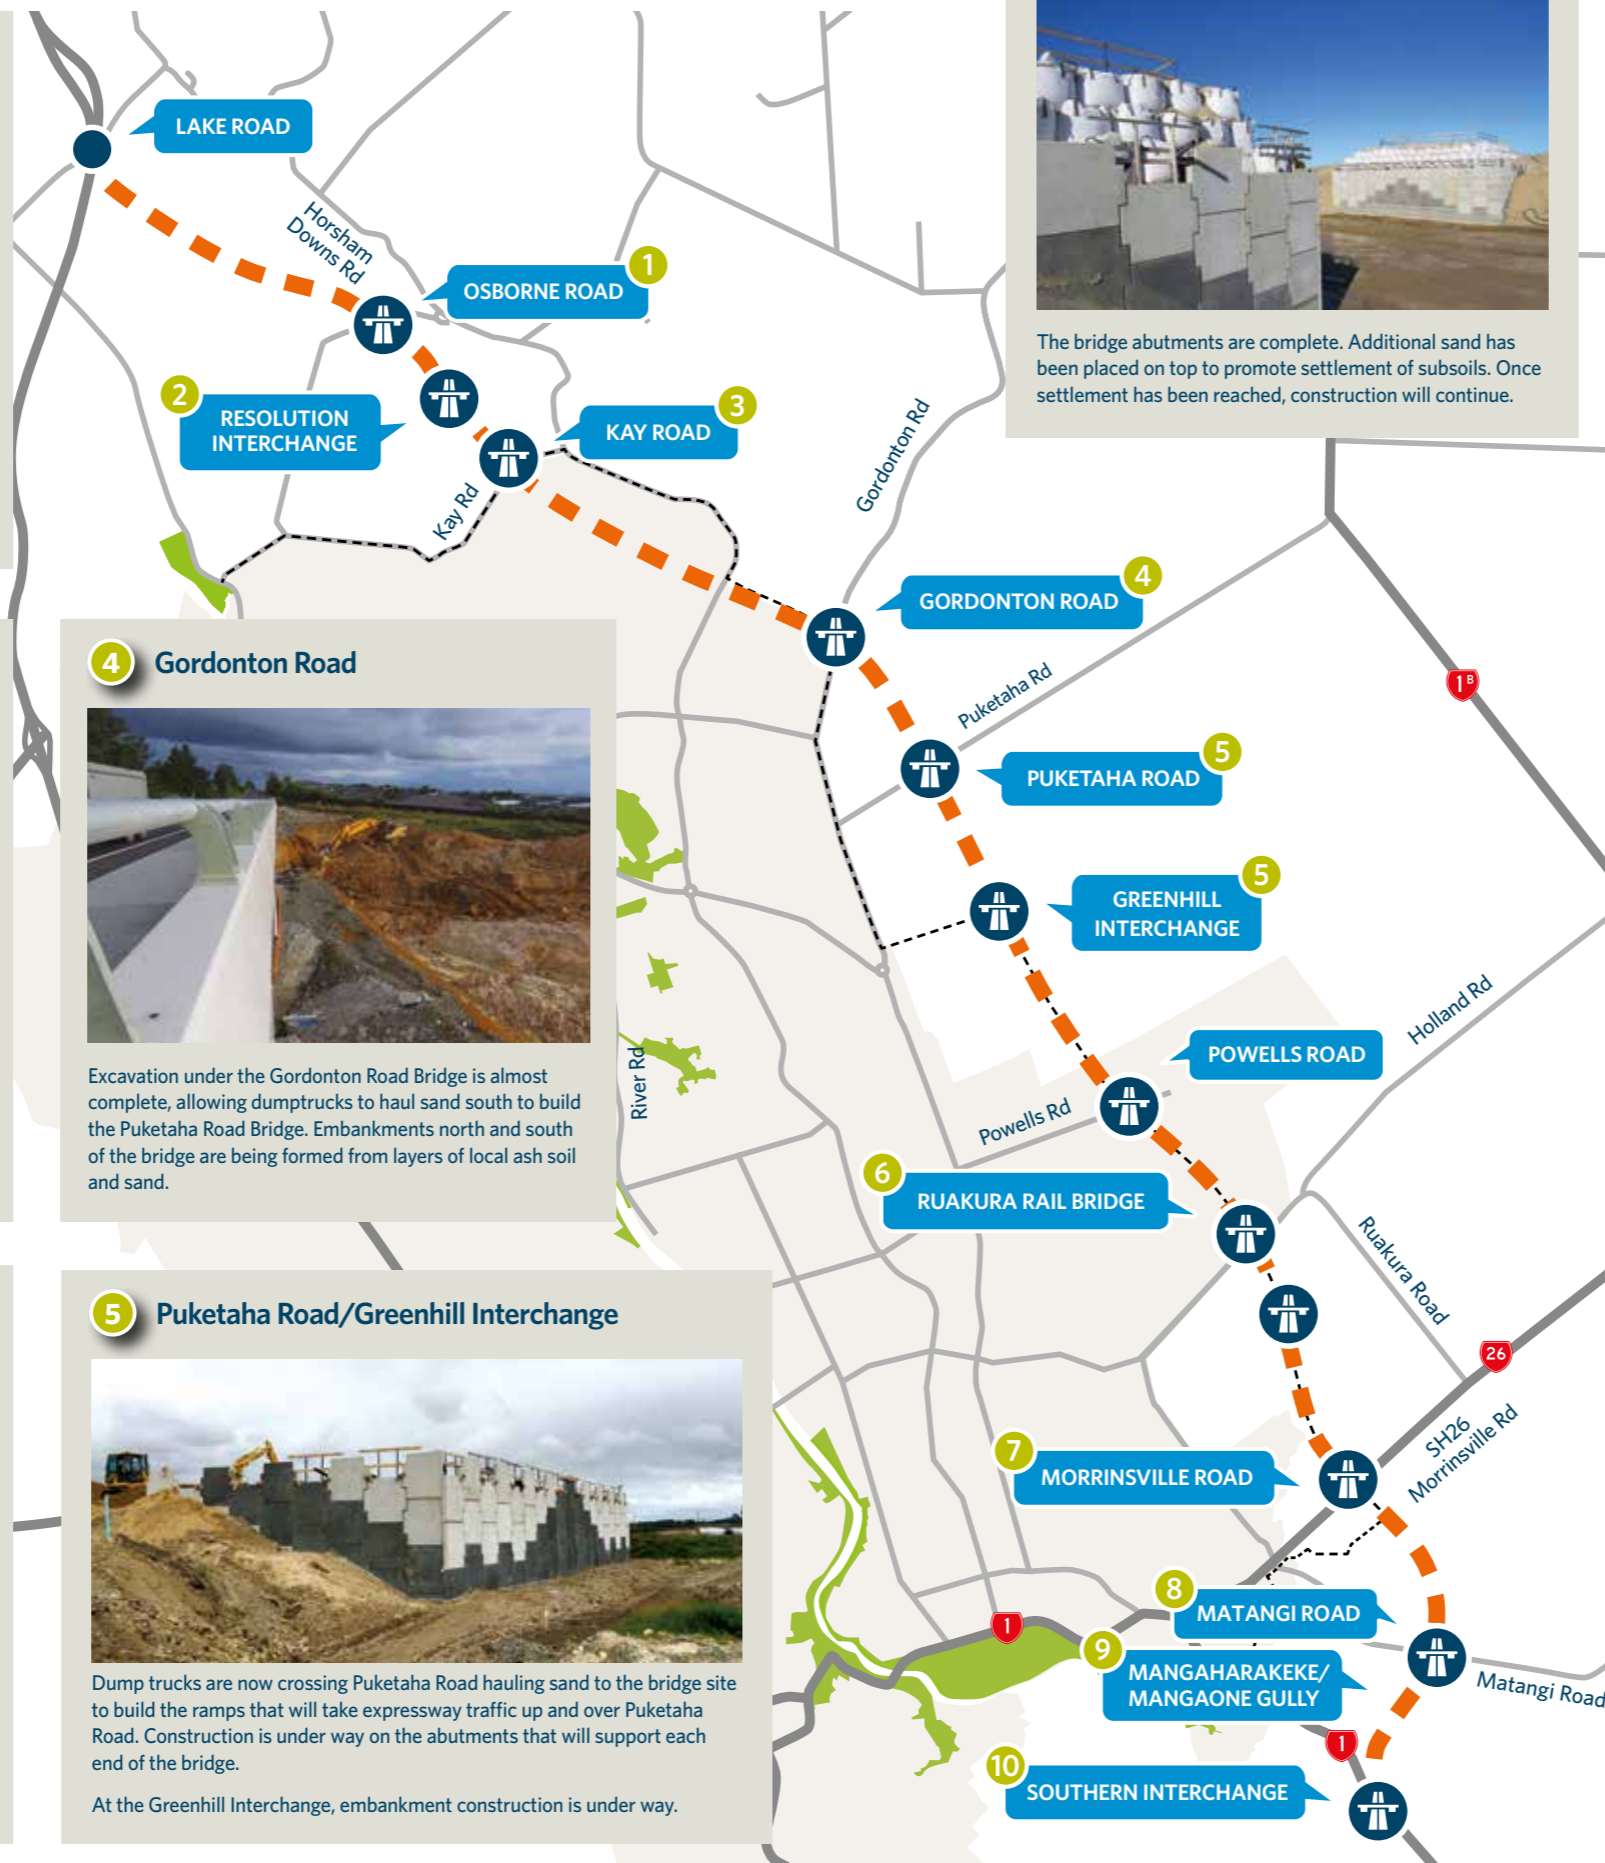 LAKE ROAD
Horsham
Downs Rd
1
OSBORNE ROAD
2
RESOLUTION
INTERCHANGE
3
KAY ROAD
Kay Rd
The bridge abutments are complete. Additional sand has
been placed on top to promote settlement of subsoils. Once
settlement has been reached, construction will continue.
Gordonton Rd
4
GORDONTON ROAD
Puketaha Rd
1B
5
PUKETAHA ROAD
5
GREENHILL
INTERCHANGE
Holland Rd
POWELLS ROAD
Powells Rd
River Rd
6
RUAKURA RAIL BRIDGE
Ruakura Road
26
SH26
Morrinsville Rd
7
MORRINSVILLE ROAD
8
MATANGI ROAD
1
9
MANGAHARAKEKE/
MANGAONE GULLY
Matangi Road
1
10
SOUTHERN INTERCHANGE
4 Gordonton Road
Excavation under the Gordonton Road Bridge is almost
complete, allowing dumptrucks to haul sand south to build
the Puketaha Road Bridge. Embankments north and south
of the bridge are being formed from layers of local ash soil
and sand.
5 Puketaha Road/Greenhill Interchange
Dump trucks are now crossing Puketaha Road hauling sand to the bridge site
to build the ramps that will take expressway traffic up and over Puketaha
Road. Construction is under way on the abutments that will support each
end of the bridge.
At the Greenhill Interchange, embankment construction is under way.